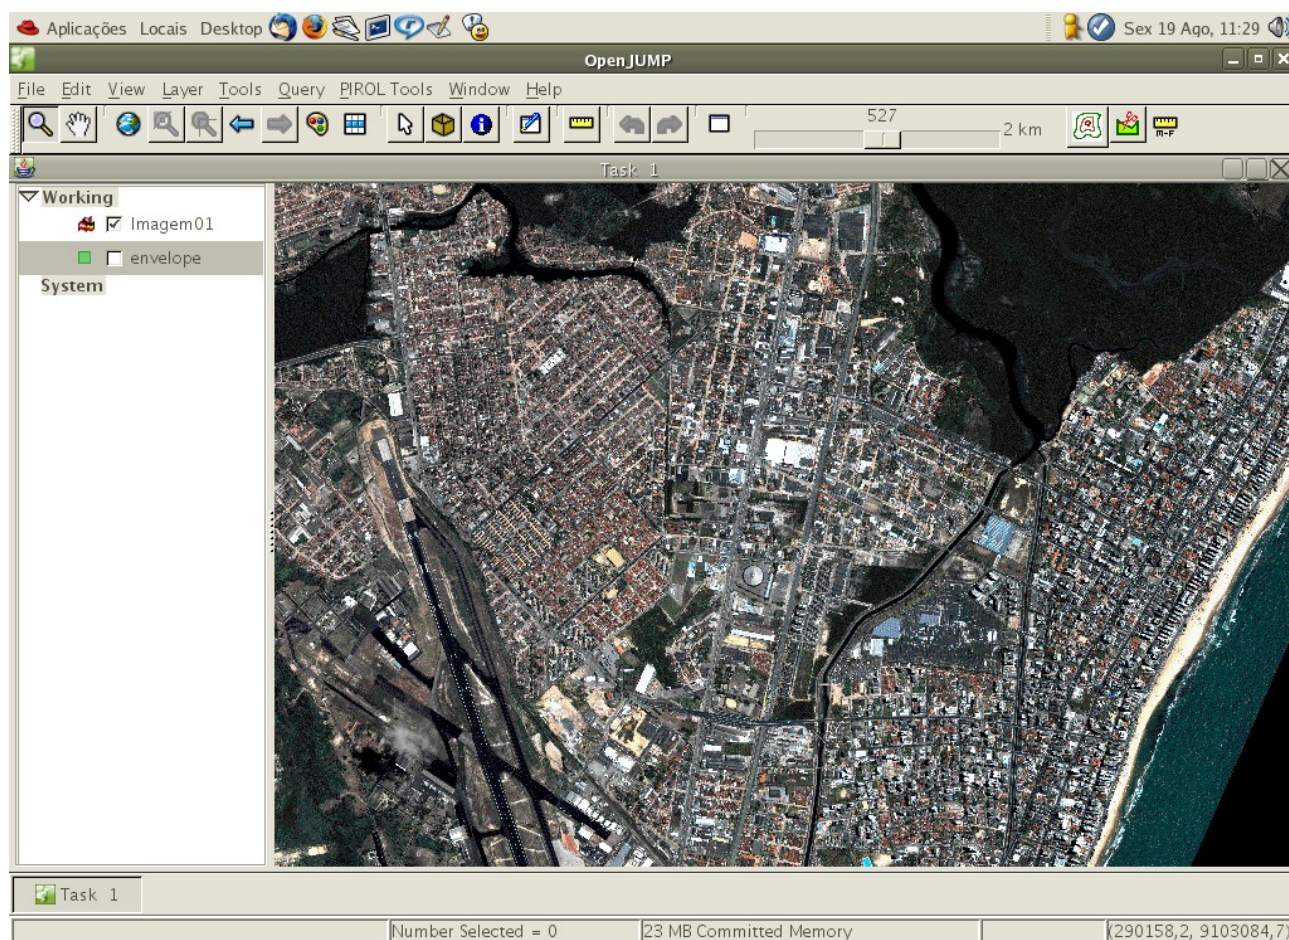 Aplicações Locais Desktop Sex 19 Ago, 11:29
OpenJUMP
File Edit View Layer Tools Query PIROL Tools Window Help
527
2 km
M-F
Task 1
Working
Imagem01
envelope
System
Task 1
Number Selected = 0 23 MB Committed Memory (290158,2, 9103084,7)